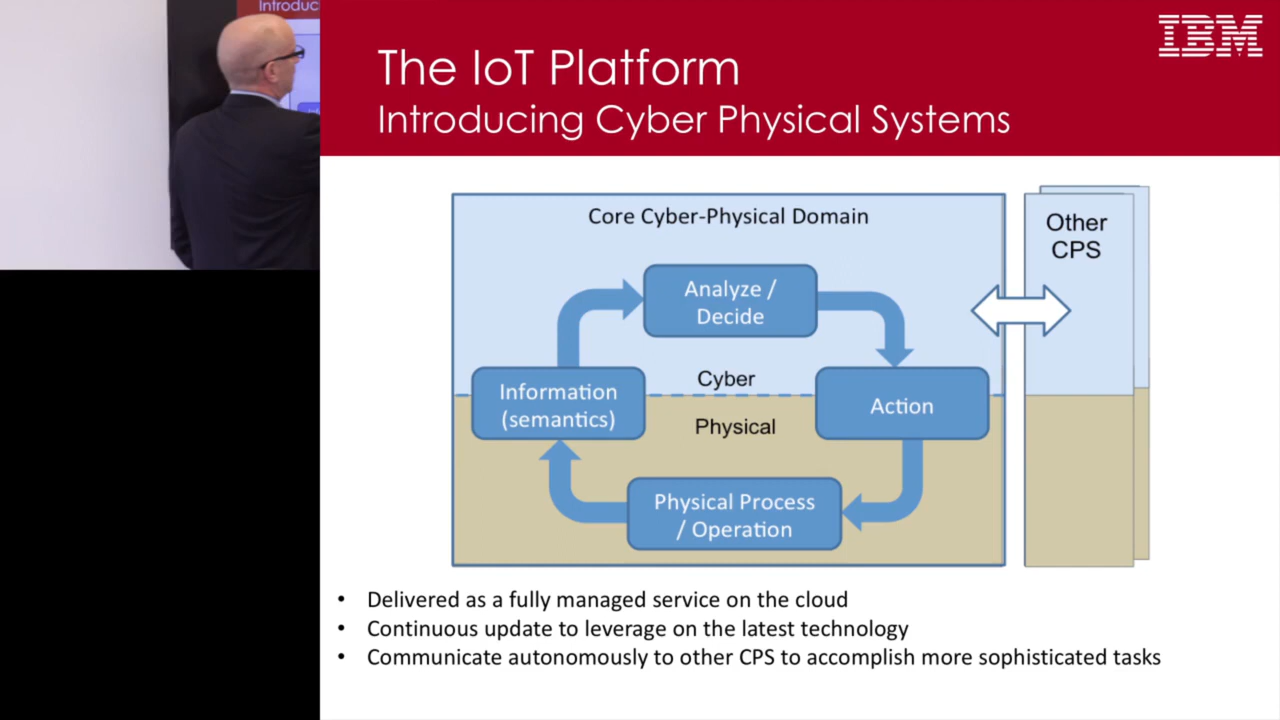 Introduc
IBM
The IoT Platform
Introducing Cyber Physical Systems
Core Cyber-Physical Domain
Other
CPS
Analyze /
Decide
Cyber
Information
(semantics)
Action
Physical
Physical Process
/ Operation
• Delivered as a fully managed service on the cloud
• Continuous update to leverage on the latest technology
• Communicate autonomously to other CPS to accomplish more sophisticated tasks